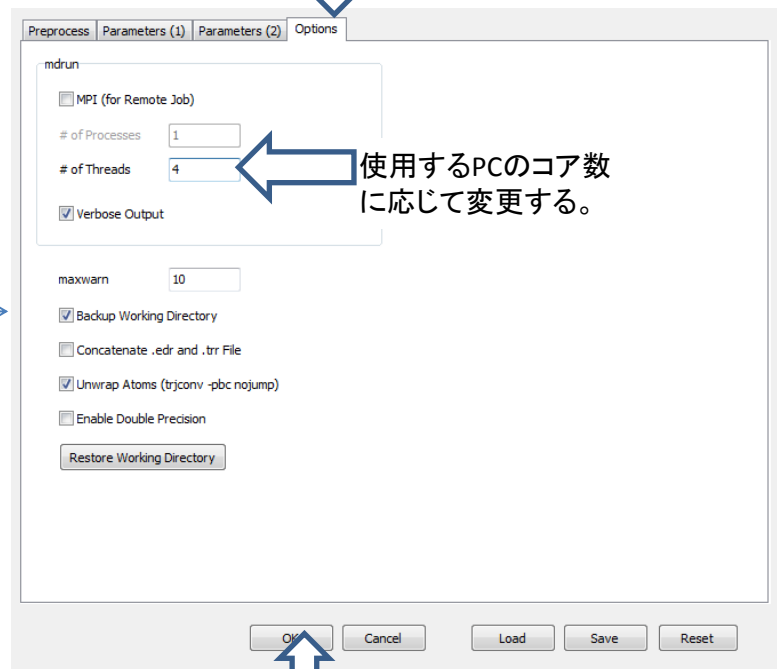 Preprocess Parameters (1) Parameters (2) Options
mdrun
MPI (for Remote Job)
# of Processes 1
# of Threads 4
使用するPCのコア数
に応じて変更する。
Verbose Output
maxwarn 10
Backup Working Directory
Concatenate .edr and .trr File
Unwrap Atoms (trjconv -pbc nojump)
Enable Double Precision
Restore Working Directory
Cancel Load Save Reset